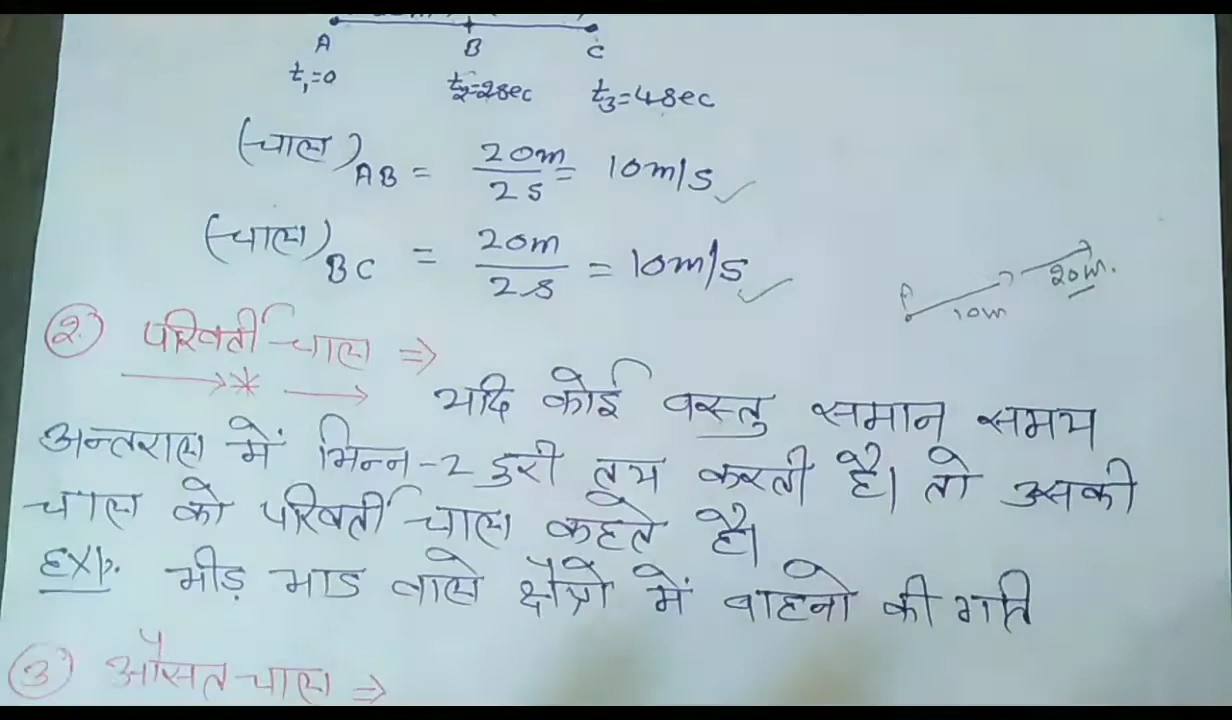 A B C
t₁=0 t₂=2sec t₃=4sec
(चाल)AB = 20m/2s = 10m/s ✓
(चाल)BC = 20m/2s = 10m/s ✓
A 10m 20m.
② परिवर्ती चाल ⇒
यदि कोई वस्तु समान समय
अन्तराल में भिन्न-2 दुरी तय करती है। तो उसकी
चाल को परिवर्ती चाल कहते है।
Exp. भीड़ भाड वाले क्षेत्रो में वाहनो की गति
③ औसत चाल ⇒